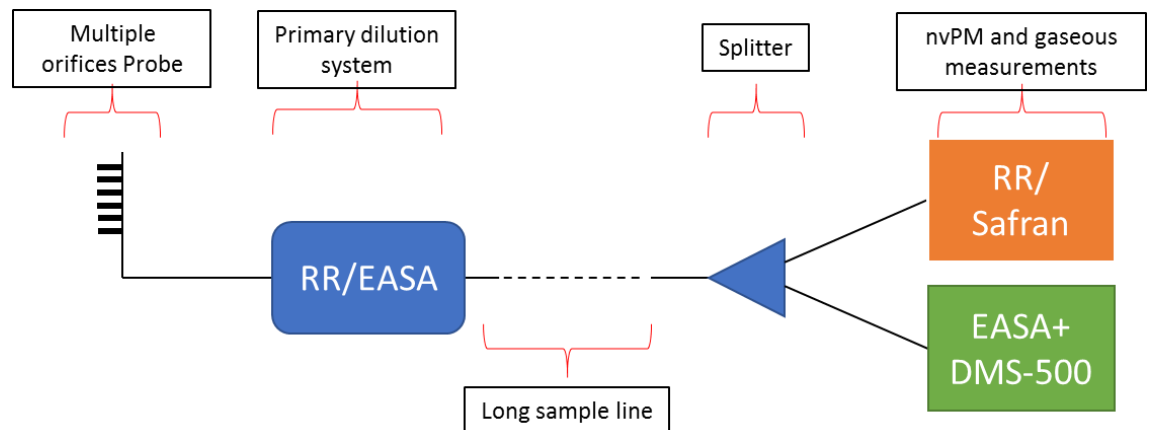 Multiple
orifices Probe
Primary dilution
system
Splitter
nvPM and gaseous
measurements
RR/EASA
RR/
Safran
EASA+
DMS-500
Long sample line